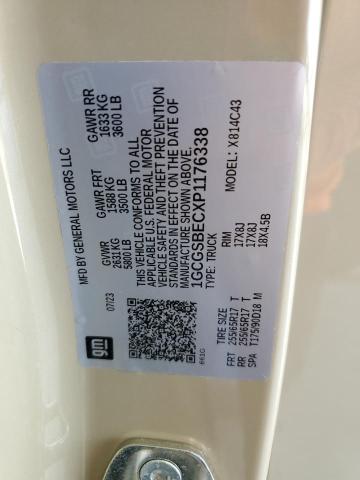 MFD BY GENERAL MOTORS LLC
07/23
GVWR
2631 KG
5800 LB
GAWR FRT
1588 KG
3500 LB
GAWR RR
1633 KG
3600 LB
THIS VEHICLE CONFORMS TO ALL
APPLICABLE U.S. FEDERAL MOTOR
VEHICLE SAFETY AND THEFT PREVENTION
STANDARDS IN EFFECT ON THE DATE OF
MANUFACTURE SHOWN ABOVE.
1GCGSBECXP1176338
TYPE: TRUCK
X814C43
gm
661G
TIRE SIZE RIM
FRT 255/65R17 T 17X8J
RR 255/65R17 T 17X8J
SPA T175/90D18 M 18X4.5B